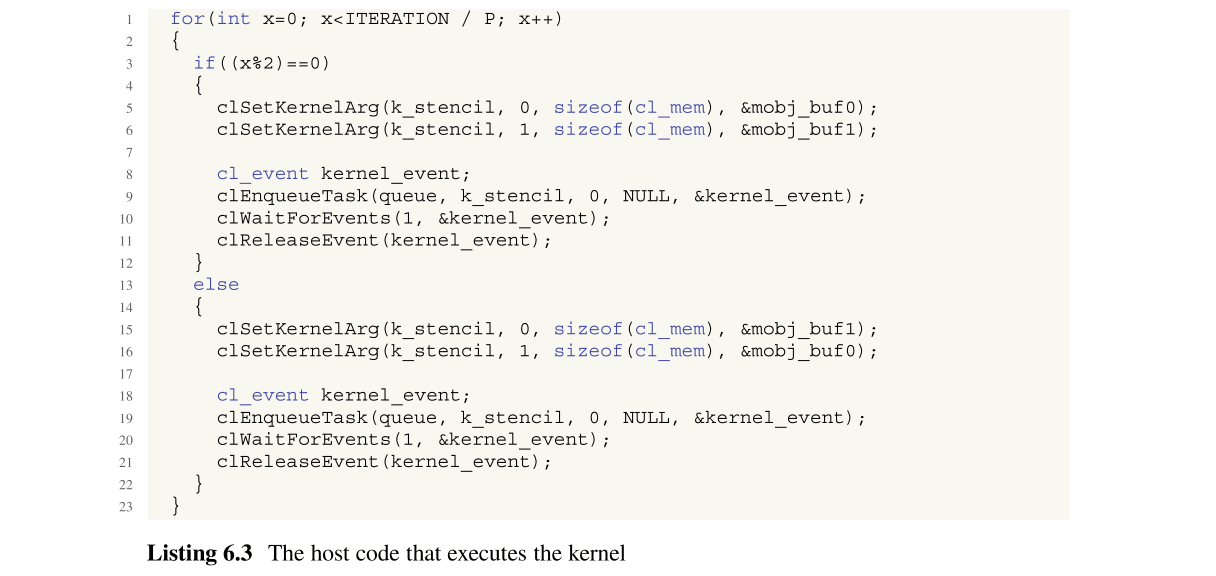 1 for(int x=0; x<ITERATION / P; x++)
2 {
3 if((x%2)==0)
4 {
5 clSetKernelArg(k_stencil, 0, sizeof(cl_mem), &mobj_buf0);
6 clSetKernelArg(k_stencil, 1, sizeof(cl_mem), &mobj_buf1);
7
8 cl_event kernel_event;
9 clEnqueueTask(queue, k_stencil, 0, NULL, &kernel_event);
10 clWaitForEvents(1, &kernel_event);
11 clReleaseEvent(kernel_event);
12 }
13 else
14 {
15 clSetKernelArg(k_stencil, 0, sizeof(cl_mem), &mobj_buf1);
16 clSetKernelArg(k_stencil, 1, sizeof(cl_mem), &mobj_buf0);
17
18 cl_event kernel_event;
19 clEnqueueTask(queue, k_stencil, 0, NULL, &kernel_event);
20 clWaitForEvents(1, &kernel_event);
21 clReleaseEvent(kernel_event);
22 }
23 }
Listing 6.3 The host code that executes the kernel